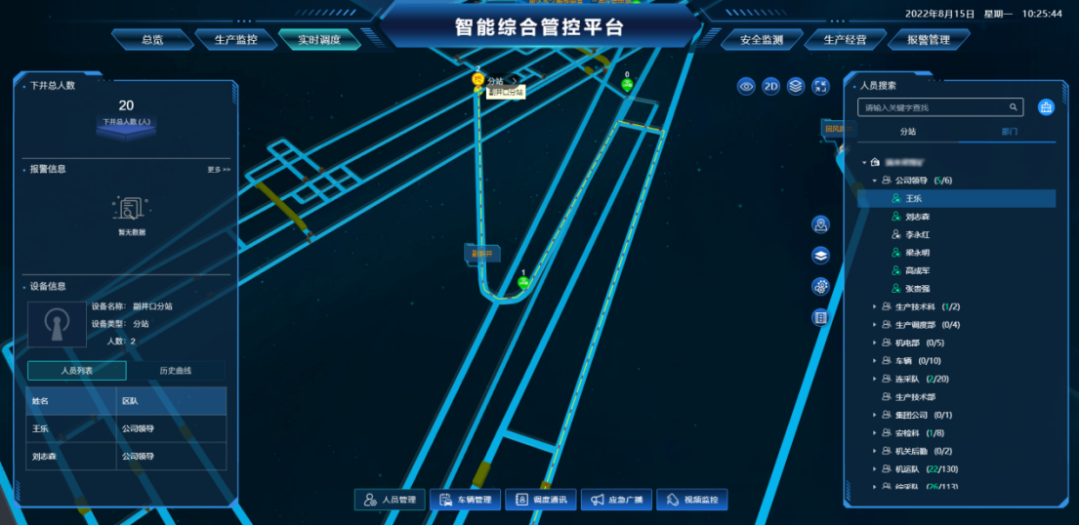 智能综合管控平台
2022年8月15日 星期一 10:25:44
总览
生产监控
实时调度
安全监测
生产经营
报警管理
下井总人数
20
下井总人数(人)
报警信息
更多 >>
暂无数据
设备信息
设备名称: 副井口分站
设备类型: 分站
人数: 2
人员列表
历史曲线
姓名 区队
王乐 公司领导
刘志森 公司领导
2
分站
副井口分站
0
副斜井
1
2D
人员管理
车辆管理
调度通讯
应急广播
视频监控
人员搜索
请输入关键字查找
分站
部门
公司领导 (5/6)
王乐
刘志森
李永红
梁永明
高成军
张贵强
生产技术科 (1/2)
生产调度部 (0/4)
机电部 (0/5)
车辆 (0/10)
连采队 (2/20)
生产技术部
集团公司 (0/1)
安检科 (1/8)
机关后勤 (0/2)
机运队 (22/130)
综采队 (26/113)